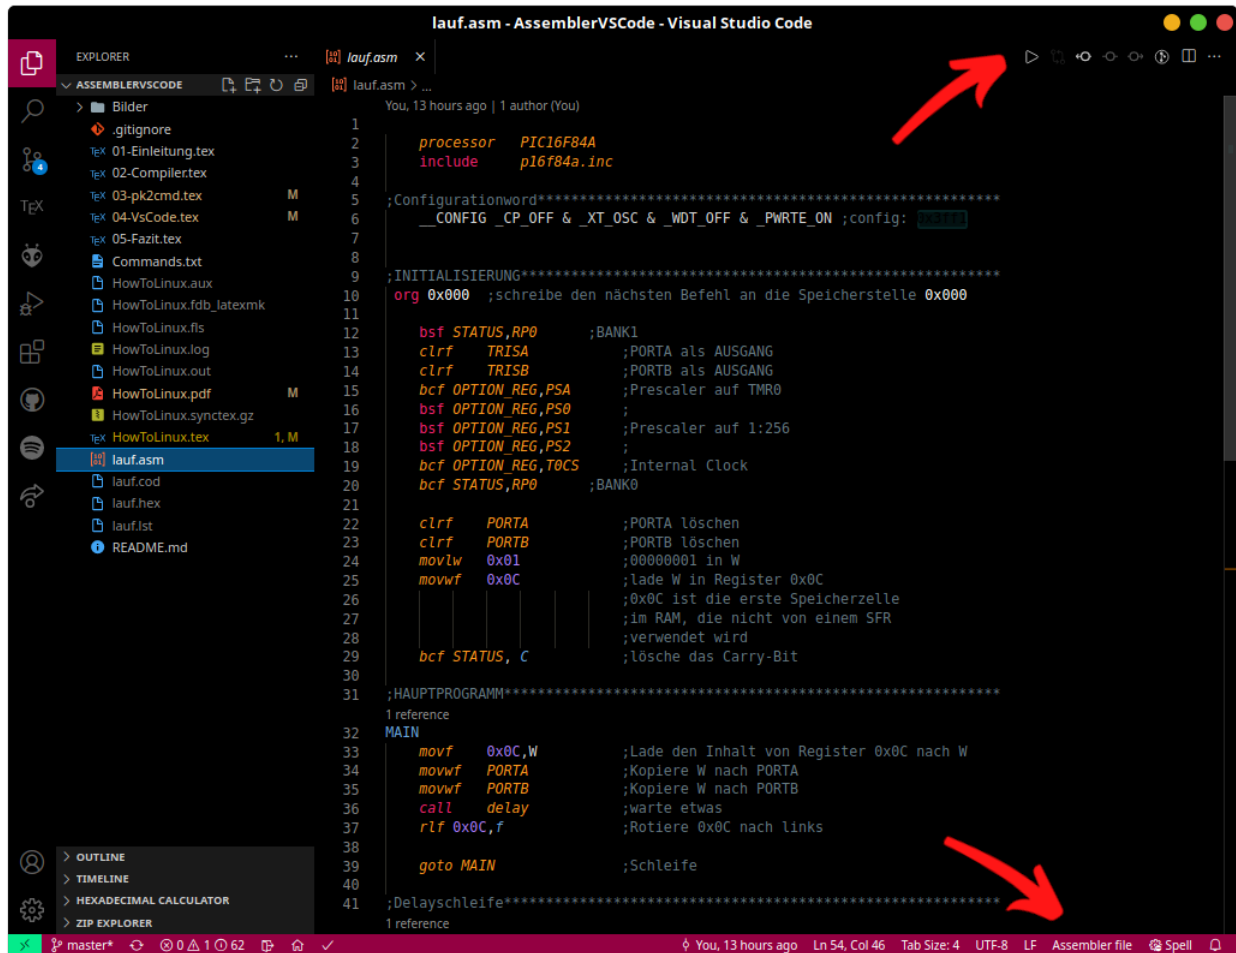 lauf.asm - AssemblerVSCode - Visual Studio Code
EXPLORER
ASSEMBLERVSCODE
Bilder
.gitignore
TEX 01-Einleitung.tex
TEX 02-Compiler.tex
TEX 03-pk2cmd.tex M
TEX 04-VsCode.tex M
TEX 05-Fazit.tex
Commands.txt
HowToLinux.aux
HowToLinux.fdb_latexmk
HowToLinux.fls
HowToLinux.log
HowToLinux.out
HowToLinux.pdf M
HowToLinux.synctex.gz
TEX HowToLinux.tex 1, M
lauf.asm
lauf.cod
lauf.hex
lauf.lst
README.md
OUTLINE
TIMELINE
HEXADECIMAL CALCULATOR
ZIP EXPLORER
4
TEX
lauf.asm ×
lauf.asm > ...
You, 13 hours ago | 1 author (You)
1
2 processor PIC16F84A
3 include p16f84a.inc
4
5 ;Configurationword*******************************************************
6 __CONFIG _CP_OFF & _XT_OSC & _WDT_OFF & _PWRTE_ON ;config: 0x3ff1
7
8
9 ;INITIALISIERUNG*********************************************************
10 org 0x000 ;schreibe den nächsten Befehl an die Speicherstelle 0x000
11
12 bsf STATUS,RP0 ;BANK1
13 clrf TRISA ;PORTA als AUSGANG
14 clrf TRISB ;PORTB als AUSGANG
15 bcf OPTION_REG,PSA ;Prescaler auf TMR0
16 bsf OPTION_REG,PS0 ;
17 bsf OPTION_REG,PS1 ;Prescaler auf 1:256
18 bsf OPTION_REG,PS2 ;
19 bcf OPTION_REG,T0CS ;Internal Clock
20 bcf STATUS,RP0 ;BANK0
21
22 clrf PORTA ;PORTA löschen
23 clrf PORTB ;PORTB löschen
24 movlw 0x01 ;00000001 in W
25 movwf 0x0C ;lade W in Register 0x0C
26 ;0x0C ist die erste Speicherzelle
27 ;im RAM, die nicht von einem SFR
28 ;verwendet wird
29 bcf STATUS, C ;lösche das Carry-Bit
30
31 ;HAUPTPROGRAMM***********************************************************
1 reference
32 MAIN
33 movf 0x0C,W ;Lade den Inhalt von Register 0x0C nach W
34 movwf PORTA ;Kopiere W nach PORTA
35 movwf PORTB ;Kopiere W nach PORTB
36 call delay ;warte etwas
37 rlf 0x0C,f ;Rotiere 0x0C nach links
38
39 goto MAIN ;Schleife
40
41 ;Delayschleife***********************************************************
1 reference
master* 0 1 62 You, 13 hours ago Ln 54, Col 46 Tab Size: 4 UTF-8 LF Assembler file Spell